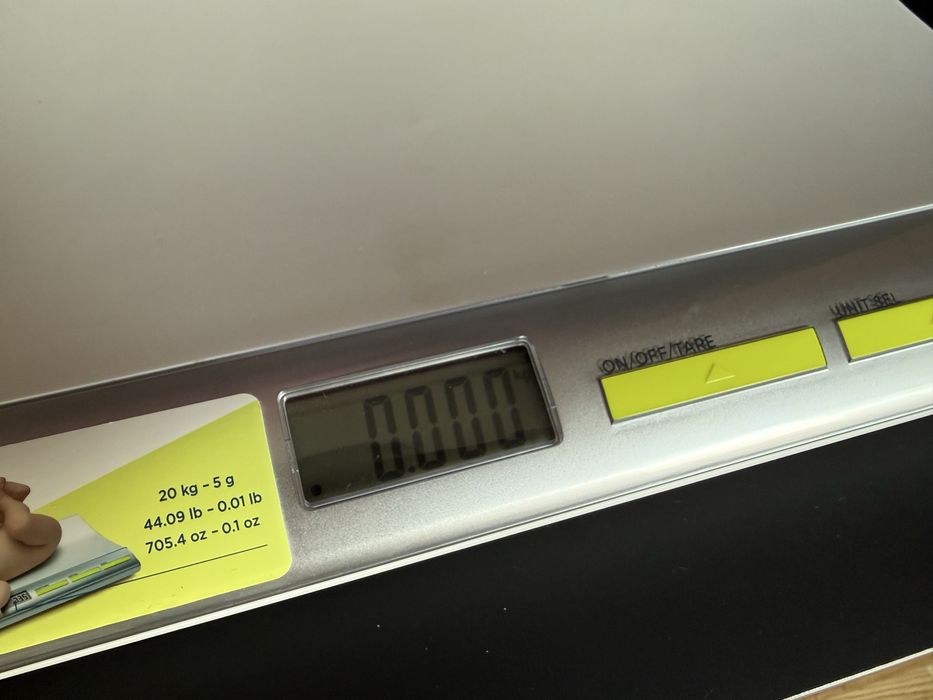 ON/OFF/TARE
UNIT SEL
0.000 kg
20 kg - 5 g
44.09 lb - 0.01 lb
705.4 oz - 0.1 oz